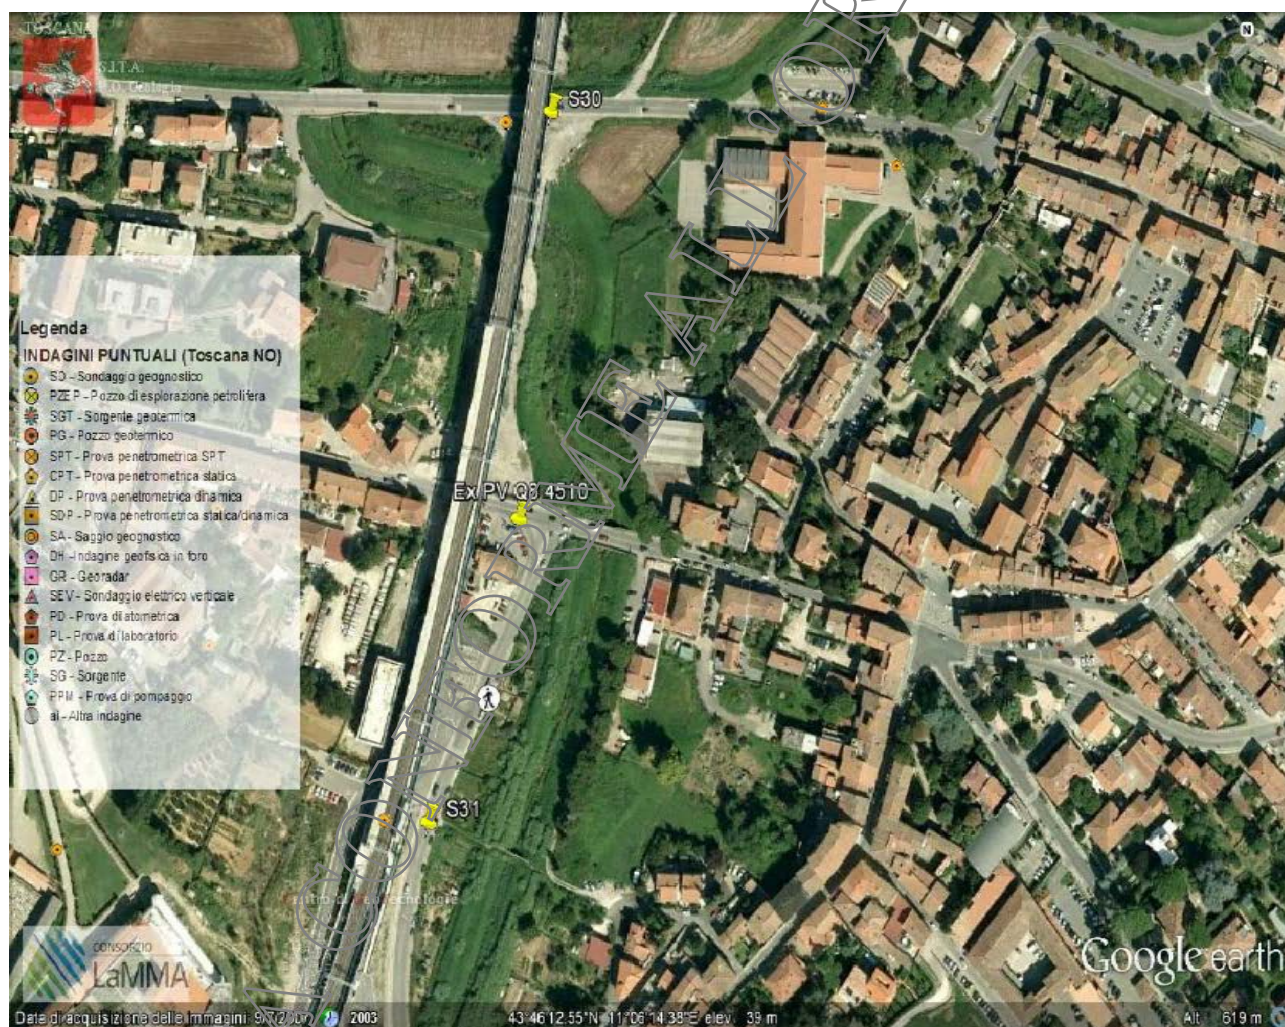 TOSCANA
S.I.T.A.
P.O. Geologia
N
S30
Legenda
INDAGINI PUNTUALI (Toscana NO)
SO - Sondaggio geognostico
PZEP - Pozzo di esplorazione petrolifera
SGT - Sorgente geotermica
PG - Pozzo geotermico
SPT - Prova penetrometrica SPT
CPT - Prova penetrometrica statica
DP - Prova penetrometrica dinamica
SDP - Prova penetrometrica statica/dinamica
SA - Saggio geognostico
DH - Indagine geofisica in foro
GR - Georadar
SEV - Sondaggio elettrico verticale
PD - Prova dilatometrica
PL - Prova di laboratorio
PZ - Pozzo
SG - Sorgente
PPM - Prova di pompaggio
al - Altra indagine
Ex PV Q8 4510
S31
CONFORME ALL'
CONSORZIO
LaMMA
Google earth
Data di acquisizione delle immagini: 9/7/
2003
43°46'12.55"N 11°06'14.38"E elev. 39 m
Alt 619 m